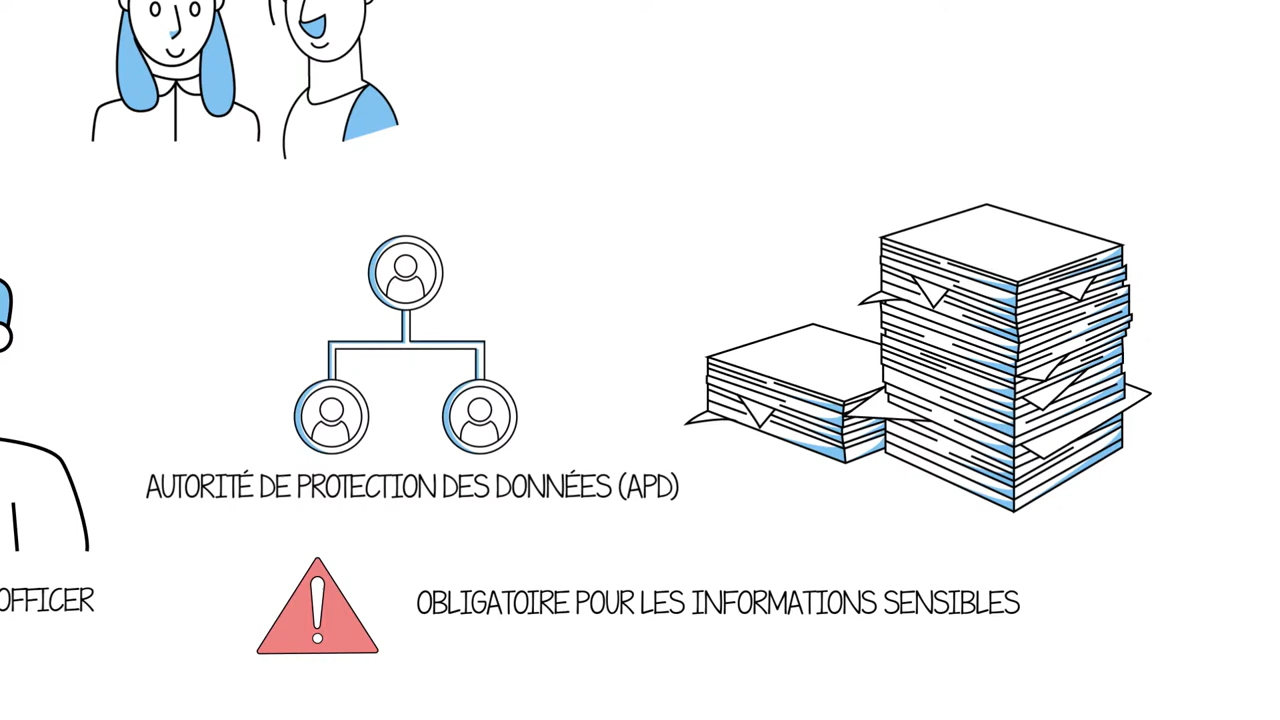 AUTORITÉ DE PROTECTION DES DONNÉES (APD)
OFFICER
OBLIGATOIRE POUR LES INFORMATIONS SENSIBLES